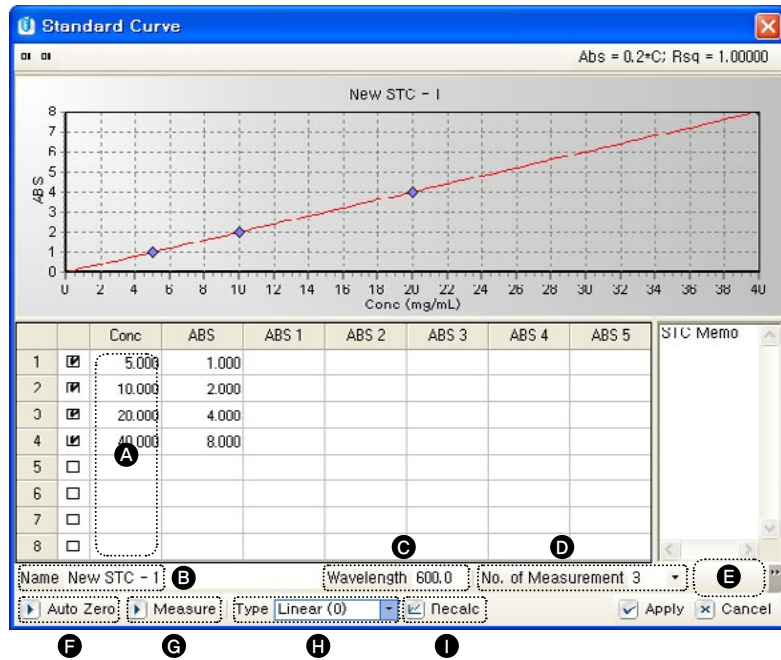 Standard Curve
Abs = 0.2*C; Rsq = 1.00000
New STC - 1
8
7
6
5
4
3
2
1
0
ABS
0 2 4 6 8 10 12 14 16 18 20 22 24 26 28 30 32 34 36 38 40
Conc (mg/mL)
Conc ABS ABS 1 ABS 2 ABS 3 ABS 4 ABS 5 STC Memo
1 5.000 1.000
2 10.000 2.000
3 20.000 4.000
4 40.000 8.000
A
5
6
7
8
C D
Name New STC - 1 B Wavelength 600.0 No. of Measurement 3 E
Auto Zero Measure Type Linear (0) Recalc Apply Cancel
F G H I